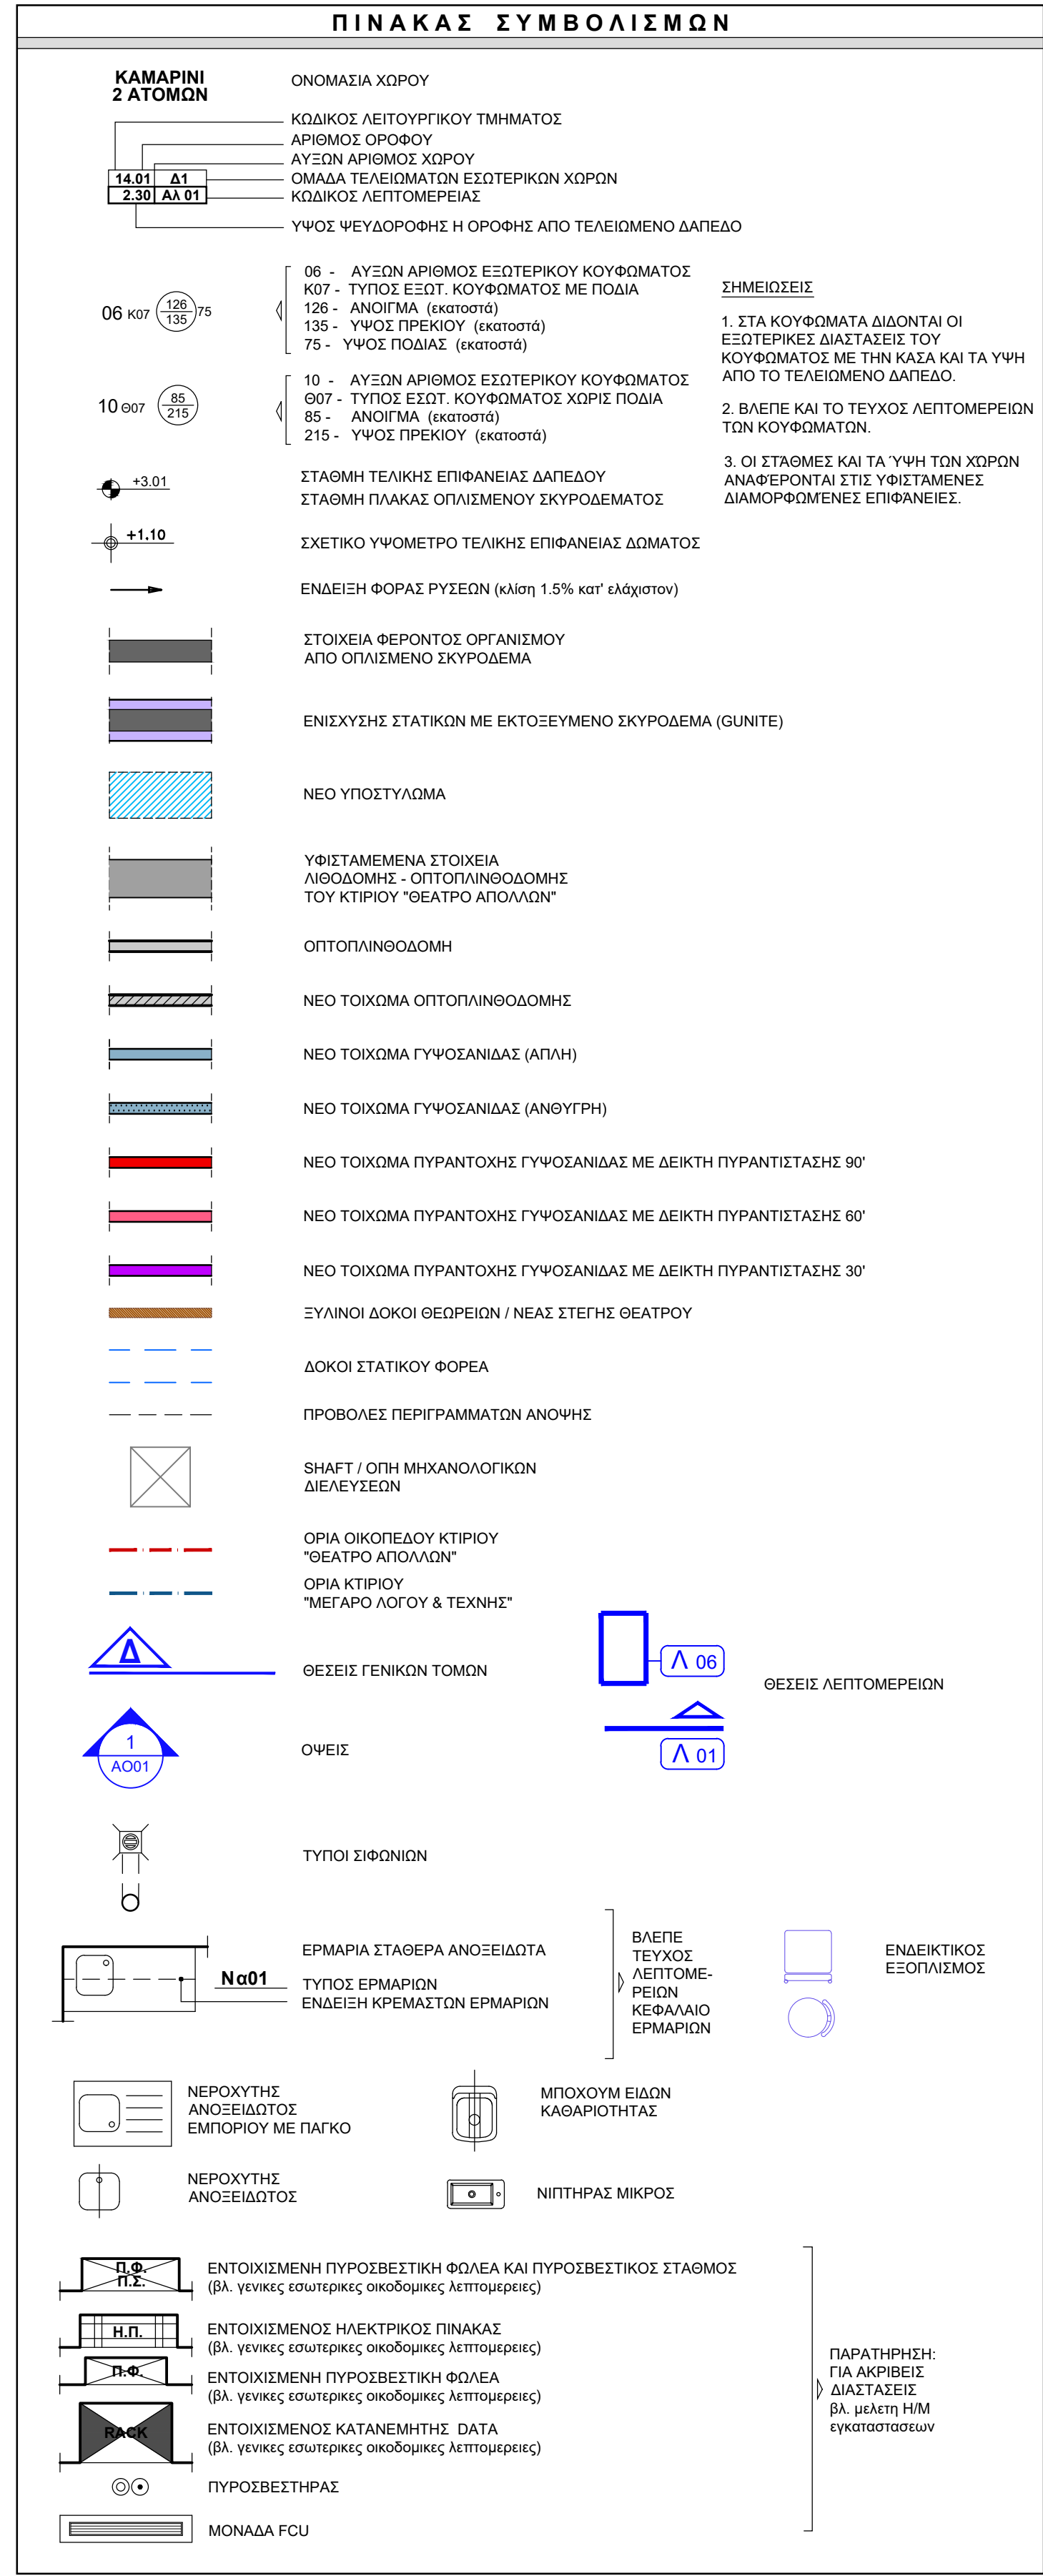 ΠΙΝΑΚΑΣ ΣΥΜΒΟΛΙΣΜΩΝ
ΚΑΜΑΡΙΝΙ
2 ΑΤΟΜΩΝ
ΟΝΟΜΑΣΙΑ ΧΩΡΟΥ
ΚΩΔΙΚΟΣ ΛΕΙΤΟΥΡΓΙΚΟΥ ΤΜΗΜΑΤΟΣ
ΑΡΙΘΜΟΣ ΟΡΟΦΟΥ
ΑΥΞΩΝ ΑΡΙΘΜΟΣ ΧΩΡΟΥ
14.01 Δ1
ΟΜΑΔΑ ΤΕΛΕΙΩΜΑΤΩΝ ΕΣΩΤΕΡΙΚΩΝ ΧΩΡΩΝ
2.30 Αλ 01
ΚΩΔΙΚΟΣ ΛΕΠΤΟΜΕΡΕΙΑΣ
ΥΨΟΣ ΨΕΥΔΟΡΟΦΗΣ Η ΟΡΟΦΗΣ ΑΠΟ ΤΕΛΕΙΩΜΕΝΟ ΔΑΠΕΔΟ
06 Κ07 126 135 75
06 - ΑΥΞΩΝ ΑΡΙΘΜΟΣ ΕΞΩΤΕΡΙΚΟΥ ΚΟΥΦΩΜΑΤΟΣ
Κ07 - ΤΥΠΟΣ ΕΞΩΤ. ΚΟΥΦΩΜΑΤΟΣ ΜΕ ΠΟΔΙΑ
126 - ΑΝΟΙΓΜΑ (εκατοστά)
135 - ΥΨΟΣ ΠΡΕΚΙΟΥ (εκατοστά)
75 - ΥΨΟΣ ΠΟΔΙΑΣ (εκατοστά)
10 Θ07 85 215
10 - ΑΥΞΩΝ ΑΡΙΘΜΟΣ ΕΣΩΤΕΡΙΚΟΥ ΚΟΥΦΩΜΑΤΟΣ
Θ07 - ΤΥΠΟΣ ΕΣΩΤ. ΚΟΥΦΩΜΑΤΟΣ ΧΩΡΙΣ ΠΟΔΙΑ
85 - ΑΝΟΙΓΜΑ (εκατοστά)
215 - ΥΨΟΣ ΠΡΕΚΙΟΥ (εκατοστά)
ΣΗΜΕΙΩΣΕΙΣ
1. ΣΤΑ ΚΟΥΦΩΜΑΤΑ ΔΙΔΟΝΤΑΙ ΟΙ
ΕΞΩΤΕΡΙΚΕΣ ΔΙΑΣΤΑΣΕΙΣ ΤΟΥ
ΚΟΥΦΩΜΑΤΟΣ ΜΕ ΤΗΝ ΚΑΣΑ ΚΑΙ ΤΑ ΥΨΗ
ΑΠΟ ΤΟ ΤΕΛΕΙΩΜΕΝΟ ΔΑΠΕΔΟ.
2. ΒΛΕΠΕ ΚΑΙ ΤΟ ΤΕΥΧΟΣ ΛΕΠΤΟΜΕΡΕΙΩΝ
ΤΩΝ ΚΟΥΦΩΜΑΤΩΝ.
3. ΟΙ ΣΤΆΘΜΕΣ ΚΑΙ ΤΑ ΎΨΗ ΤΩΝ ΧΏΡΩΝ
ΑΝΑΦΈΡΟΝΤΑΙ ΣΤΙΣ ΥΦΙΣΤΆΜΕΝΕΣ
ΔΙΑΜΟΡΦΩΜΈΝΕΣ ΕΠΙΦΆΝΕΙΕΣ.
+3.01
ΣΤΑΘΜΗ ΤΕΛΙΚΗΣ ΕΠΙΦΑΝΕΙΑΣ ΔΑΠΕΔΟΥ
ΣΤΑΘΜΗ ΠΛΑΚΑΣ ΟΠΛΙΣΜΕΝΟΥ ΣΚΥΡΟΔΕΜΑΤΟΣ
+1.10
ΣΧΕΤΙΚΟ ΥΨΟΜΕΤΡΟ ΤΕΛΙΚΗΣ ΕΠΙΦΑΝΕΙΑΣ ΔΩΜΑΤΟΣ
ΕΝΔΕΙΞΗ ΦΟΡΑΣ ΡΥΣΕΩΝ (κλίση 1.5% κατ' ελάχιστον)
ΣΤΟΙΧΕΙΑ ΦΕΡΟΝΤΟΣ ΟΡΓΑΝΙΣΜΟΥ
ΑΠΟ ΟΠΛΙΣΜΕΝΟ ΣΚΥΡΟΔΕΜΑ
ΕΝΙΣΧΥΣΗΣ ΣΤΑΤΙΚΩΝ ΜΕ ΕΚΤΟΞΕΥΜΕΝΟ ΣΚΥΡΟΔΕΜΑ (GUNITE)
ΝΕΟ ΥΠΟΣΤΥΛΩΜΑ
ΥΦΙΣΤΑΜΕΜΕΝΑ ΣΤΟΙΧΕΙΑ
ΛΙΘΟΔΟΜΗΣ - ΟΠΤΟΠΛΙΝΘΟΔΟΜΗΣ
ΤΟΥ ΚΤΙΡΙΟΥ "ΘΕΑΤΡΟ ΑΠΟΛΛΩΝ"
ΟΠΤΟΠΛΙΝΘΟΔΟΜΗ
ΝΕΟ ΤΟΙΧΩΜΑ ΟΠΤΟΠΛΙΝΘΟΔΟΜΗΣ
ΝΕΟ ΤΟΙΧΩΜΑ ΓΥΨΟΣΑΝΙΔΑΣ (ΑΠΛΗ)
ΝΕΟ ΤΟΙΧΩΜΑ ΓΥΨΟΣΑΝΙΔΑΣ (ΑΝΘΥΓΡΗ)
ΝΕΟ ΤΟΙΧΩΜΑ ΠΥΡΑΝΤΟΧΗΣ ΓΥΨΟΣΑΝΙΔΑΣ ΜΕ ΔΕΙΚΤΗ ΠΥΡΑΝΤΙΣΤΑΣΗΣ 90'
ΝΕΟ ΤΟΙΧΩΜΑ ΠΥΡΑΝΤΟΧΗΣ ΓΥΨΟΣΑΝΙΔΑΣ ΜΕ ΔΕΙΚΤΗ ΠΥΡΑΝΤΙΣΤΑΣΗΣ 60'
ΝΕΟ ΤΟΙΧΩΜΑ ΠΥΡΑΝΤΟΧΗΣ ΓΥΨΟΣΑΝΙΔΑΣ ΜΕ ΔΕΙΚΤΗ ΠΥΡΑΝΤΙΣΤΑΣΗΣ 30'
ΞΥΛΙΝΟΙ ΔΟΚΟΙ ΘΕΩΡΕΙΩΝ / ΝΕΑΣ ΣΤΕΓΗΣ ΘΕΑΤΡΟΥ
ΔΟΚΟΙ ΣΤΑΤΙΚΟΥ ΦΟΡΕΑ
ΠΡΟΒΟΛΕΣ ΠΕΡΙΓΡΑΜΜΑΤΩΝ ΑΝΟΨΗΣ
SHAFT / ΟΠΗ ΜΗΧΑΝΟΛΟΓΙΚΩΝ
ΔΙΕΛΕΥΣΕΩΝ
ΟΡΙΑ ΟΙΚΟΠΕΔΟΥ ΚΤΙΡΙΟΥ
"ΘΕΑΤΡΟ ΑΠΟΛΛΩΝ"
ΟΡΙΑ ΚΤΙΡΙΟΥ
"ΜΕΓΑΡΟ ΛΟΓΟΥ & ΤΕΧΝΗΣ"
Δ
ΘΕΣΕΙΣ ΓΕΝΙΚΩΝ ΤΟΜΩΝ
Λ 06
ΘΕΣΕΙΣ ΛΕΠΤΟΜΕΡΕΙΩΝ
1
ΑΟ01
ΟΨΕΙΣ
Λ 01
ΤΥΠΟΙ ΣΙΦΩΝΙΩΝ
ΕΡΜΑΡΙΑ ΣΤΑΘΕΡΑ ΑΝΟΞΕΙΔΩΤΑ
Να01
ΤΥΠΟΣ ΕΡΜΑΡΙΩΝ
ΕΝΔΕΙΞΗ ΚΡΕΜΑΣΤΩΝ ΕΡΜΑΡΙΩΝ
ΒΛΕΠΕ
ΤΕΥΧΟΣ
ΛΕΠΤΟΜΕ-
ΡΕΙΩΝ
ΚΕΦΑΛΑΙΟ
ΕΡΜΑΡΙΩΝ
ΕΝΔΕΙΚΤΙΚΟΣ
ΕΞΟΠΛΙΣΜΟΣ
ΝΕΡΟΧΥΤΗΣ
ΑΝΟΞΕΙΔΩΤΟΣ
ΕΜΠΟΡΙΟΥ ΜΕ ΠΑΓΚΟ
ΜΠΟΧΟΥΜ ΕΙΔΩΝ
ΚΑΘΑΡΙΟΤΗΤΑΣ
ΝΕΡΟΧΥΤΗΣ
ΑΝΟΞΕΙΔΩΤΟΣ
ΝΙΠΤΗΡΑΣ ΜΙΚΡΟΣ
Π.Φ.
Π.Σ.
ΕΝΤΟΙΧΙΣΜΕΝΗ ΠΥΡΟΣΒΕΣΤΙΚΗ ΦΩΛΕΑ ΚΑΙ ΠΥΡΟΣΒΕΣΤΙΚΟΣ ΣΤΑΘΜΟΣ
(βλ. γενικες εσωτερικες οικοδομικες λεπτομερειες)
Η.Π.
ΕΝΤΟΙΧΙΣΜΕΝΟΣ ΗΛΕΚΤΡΙΚΟΣ ΠΙΝΑΚΑΣ
(βλ. γενικες εσωτερικες οικοδομικες λεπτομερειες)
Π.Φ.
ΕΝΤΟΙΧΙΣΜΕΝΗ ΠΥΡΟΣΒΕΣΤΙΚΗ ΦΩΛΕΑ
(βλ. γενικες εσωτερικες οικοδομικες λεπτομερειες)
RACK
ΕΝΤΟΙΧΙΣΜΕΝΟΣ ΚΑΤΑΝΕΜΗΤΗΣ DATA
(βλ. γενικες εσωτερικες οικοδομικες λεπτομερειες)
ΠΥΡΟΣΒΕΣΤΗΡΑΣ
ΜΟΝΑΔΑ FCU
ΠΑΡΑΤΗΡΗΣΗ:
ΓΙΑ ΑΚΡΙΒΕΙΣ
ΔΙΑΣΤΑΣΕΙΣ
βλ. μελετη Η/Μ
εγκαταστασεων